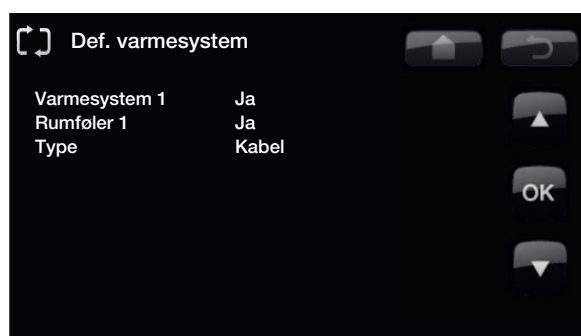 Def. varmesystem
Varmesystem 1 Ja
Rumføler 1 Ja
Type Kabel
OK